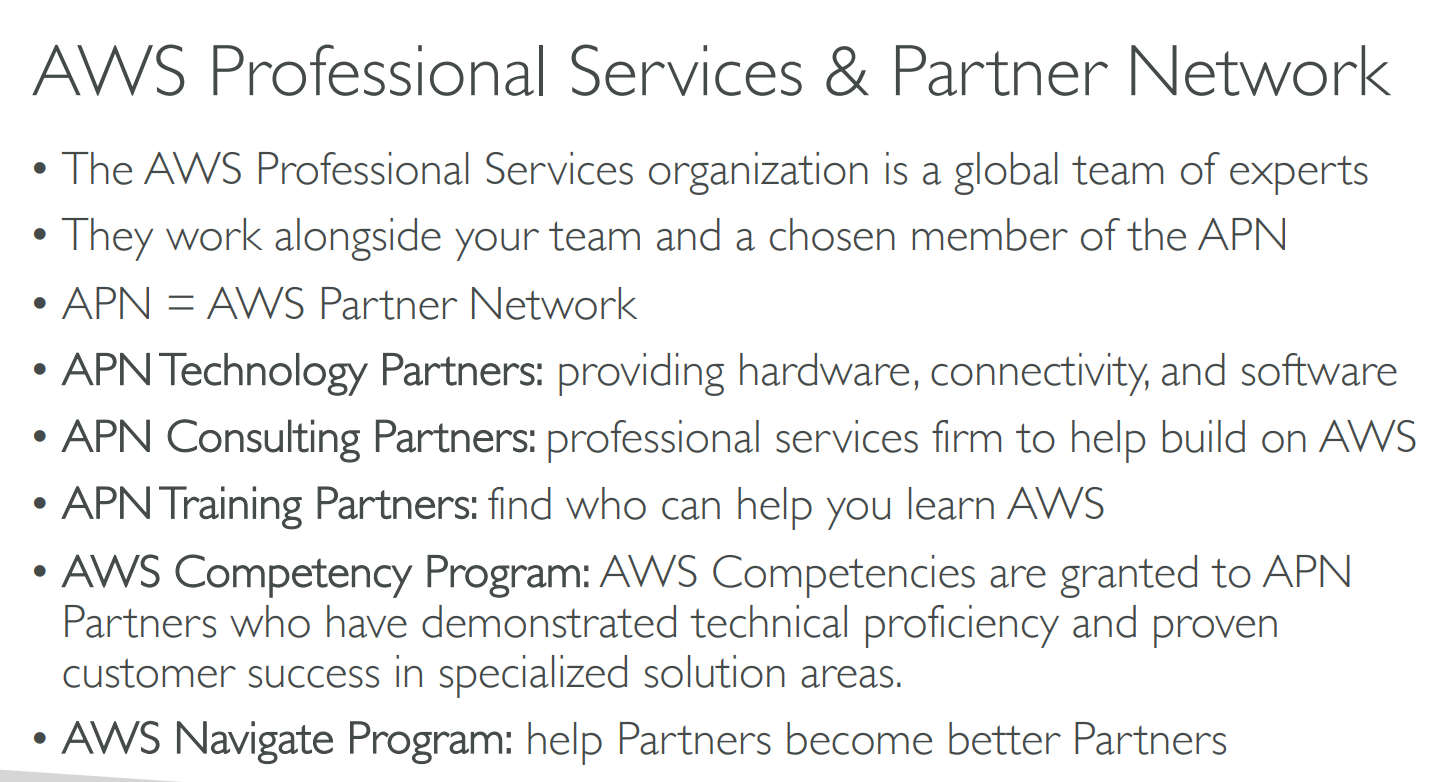 AWS Professional Services & Partner Network
• The AWS Professional Services organization is a global team of experts
• They work alongside your team and a chosen member of the APN
• APN = AWS Partner Network
• APN Technology Partners: providing hardware, connectivity, and software
• APN Consulting Partners: professional services firm to help build on AWS
• APN Training Partners: find who can help you learn AWS
• AWS Competency Program: AWS Competencies are granted to APN
Partners who have demonstrated technical proficiency and proven
customer success in specialized solution areas.
• AWS Navigate Program: help Partners become better Partners